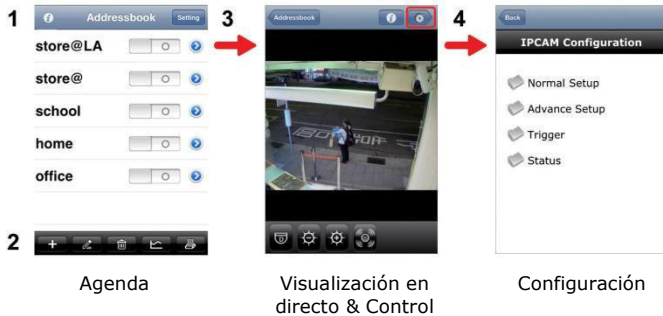 1
Addressbook
Setting
store@LA
store@
school
home
office
2
Agenda
3
Addressbook
Visualización en
directo & Control
4
Back
IPCAM Configuration
Normal Setup
Advance Setup
Trigger
Status
Configuración